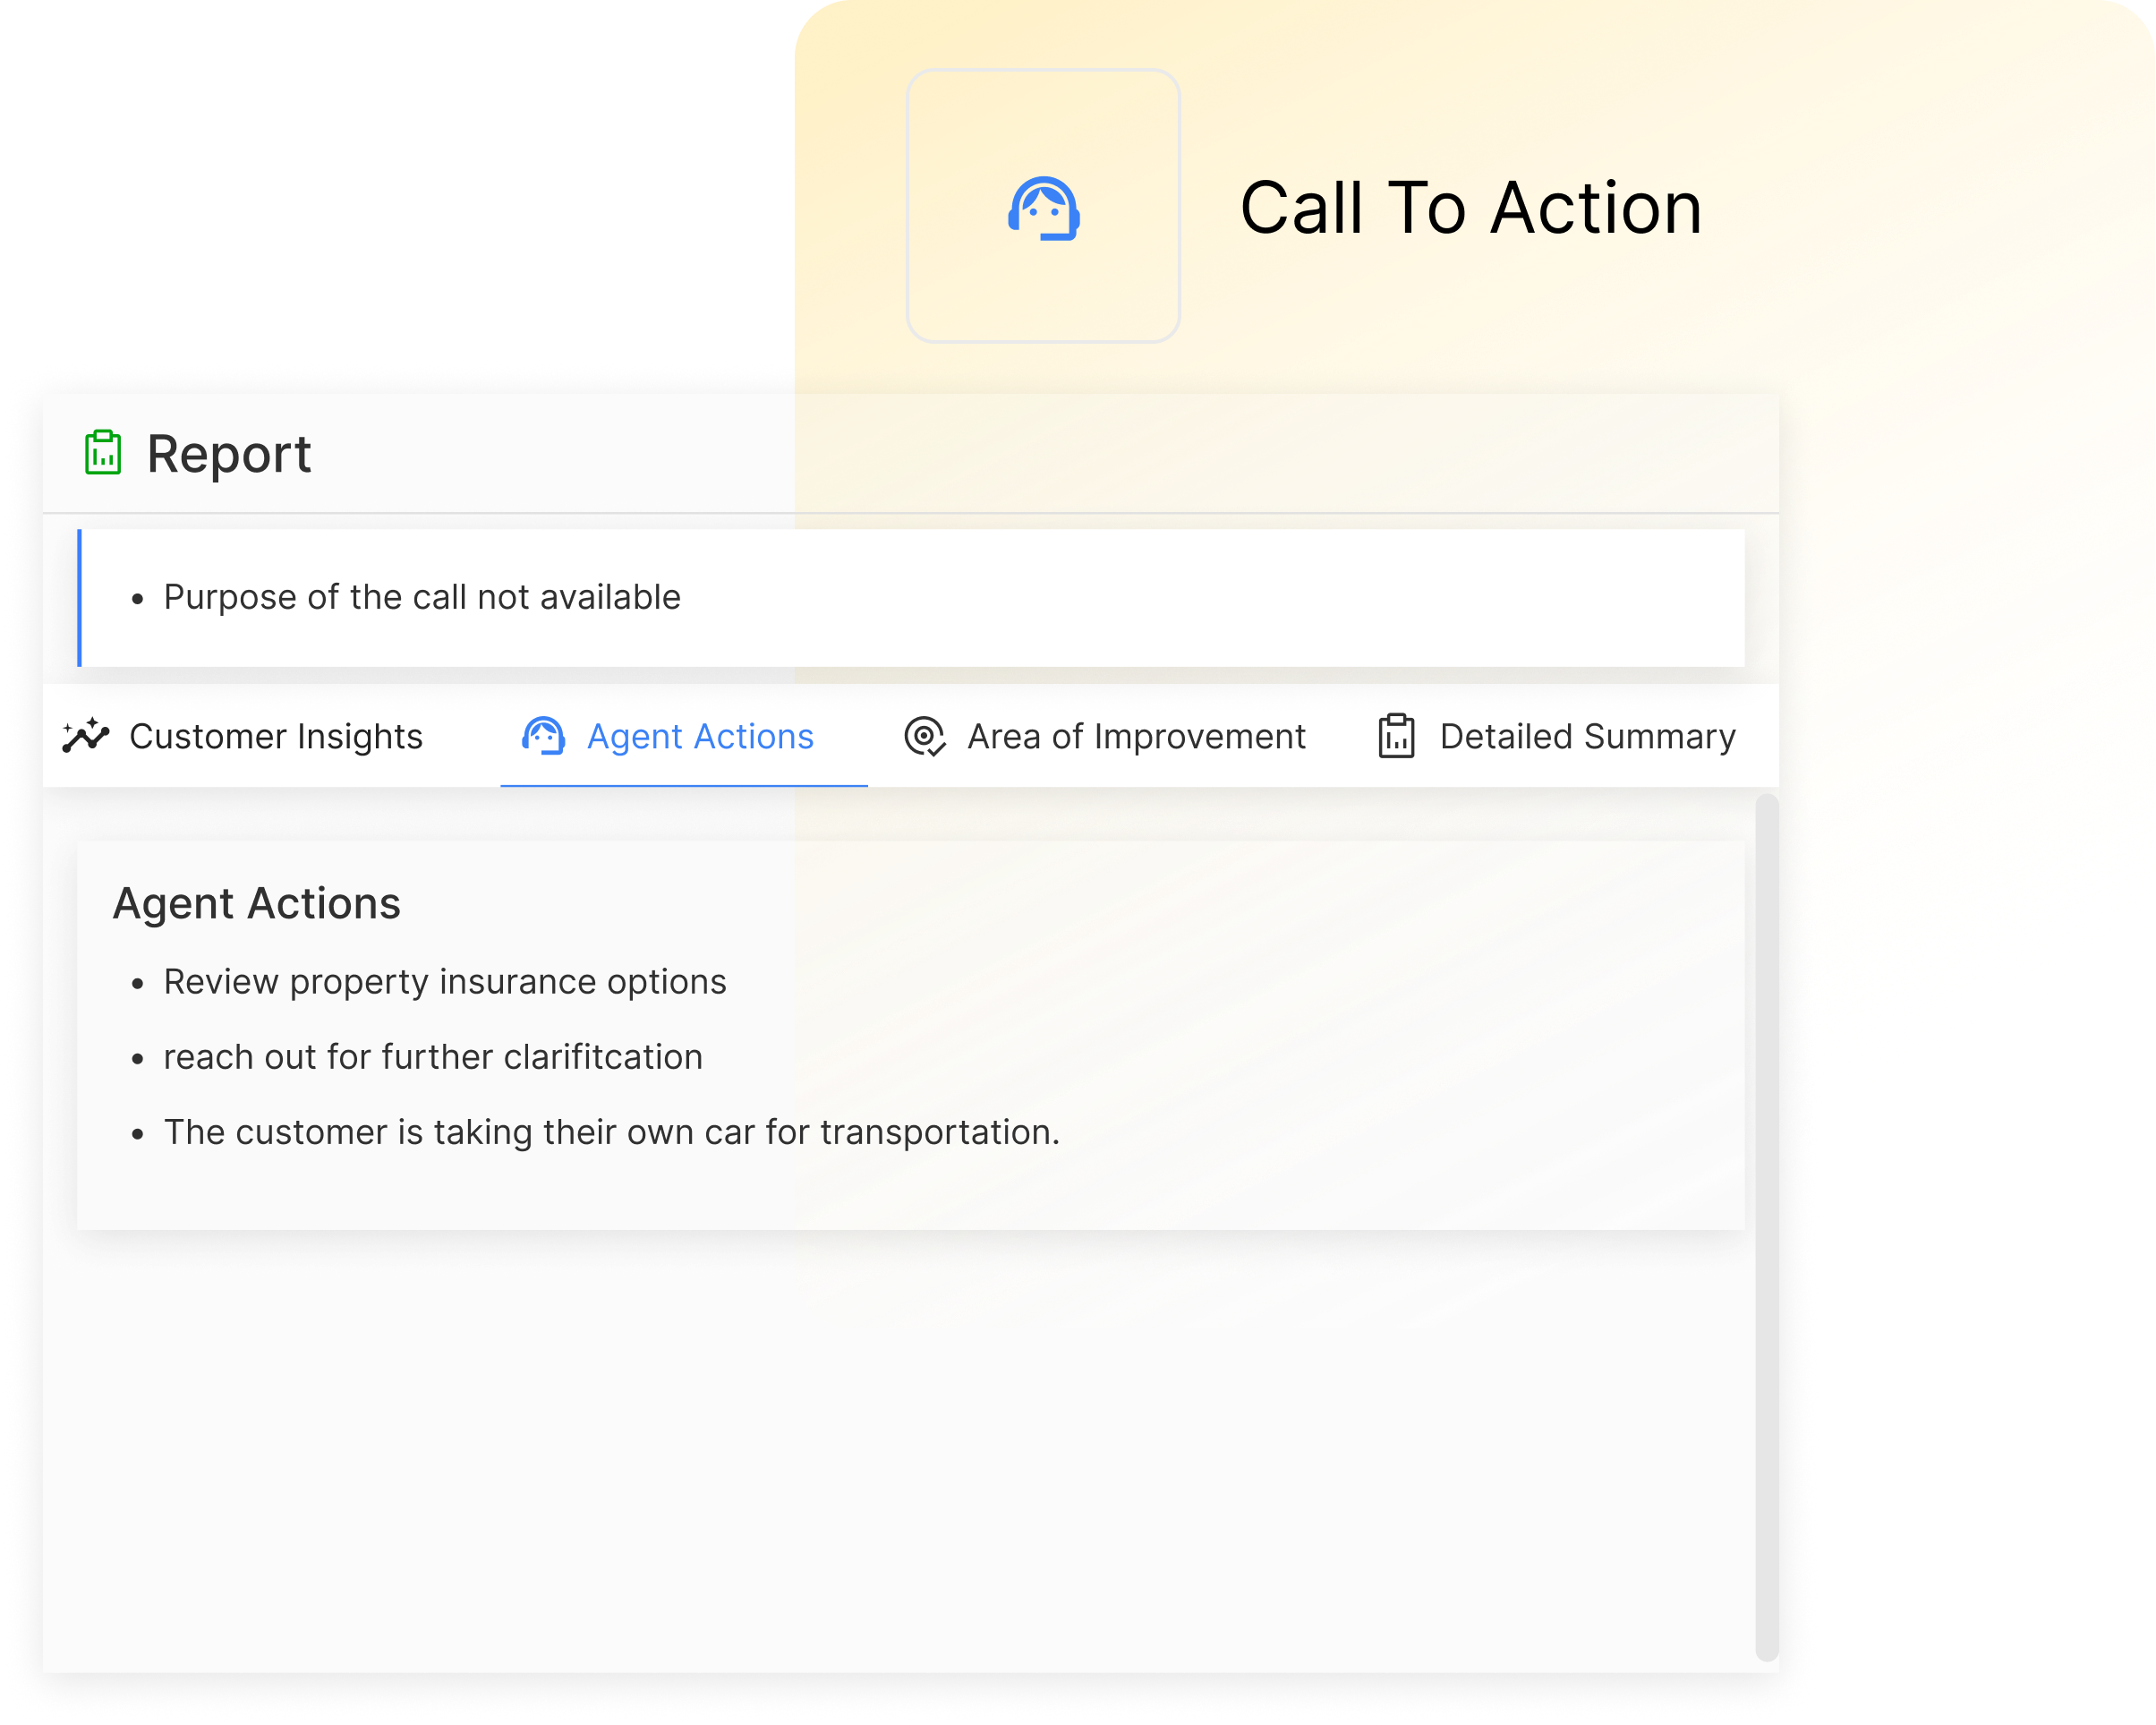 Call To Action
Report
• Purpose of the call not available
Customer Insights
Agent Actions
Area of Improvement
Detailed Summary
Agent Actions
• Review property insurance options
• reach out for further clarifitcation
• The customer is taking their own car for transportation.